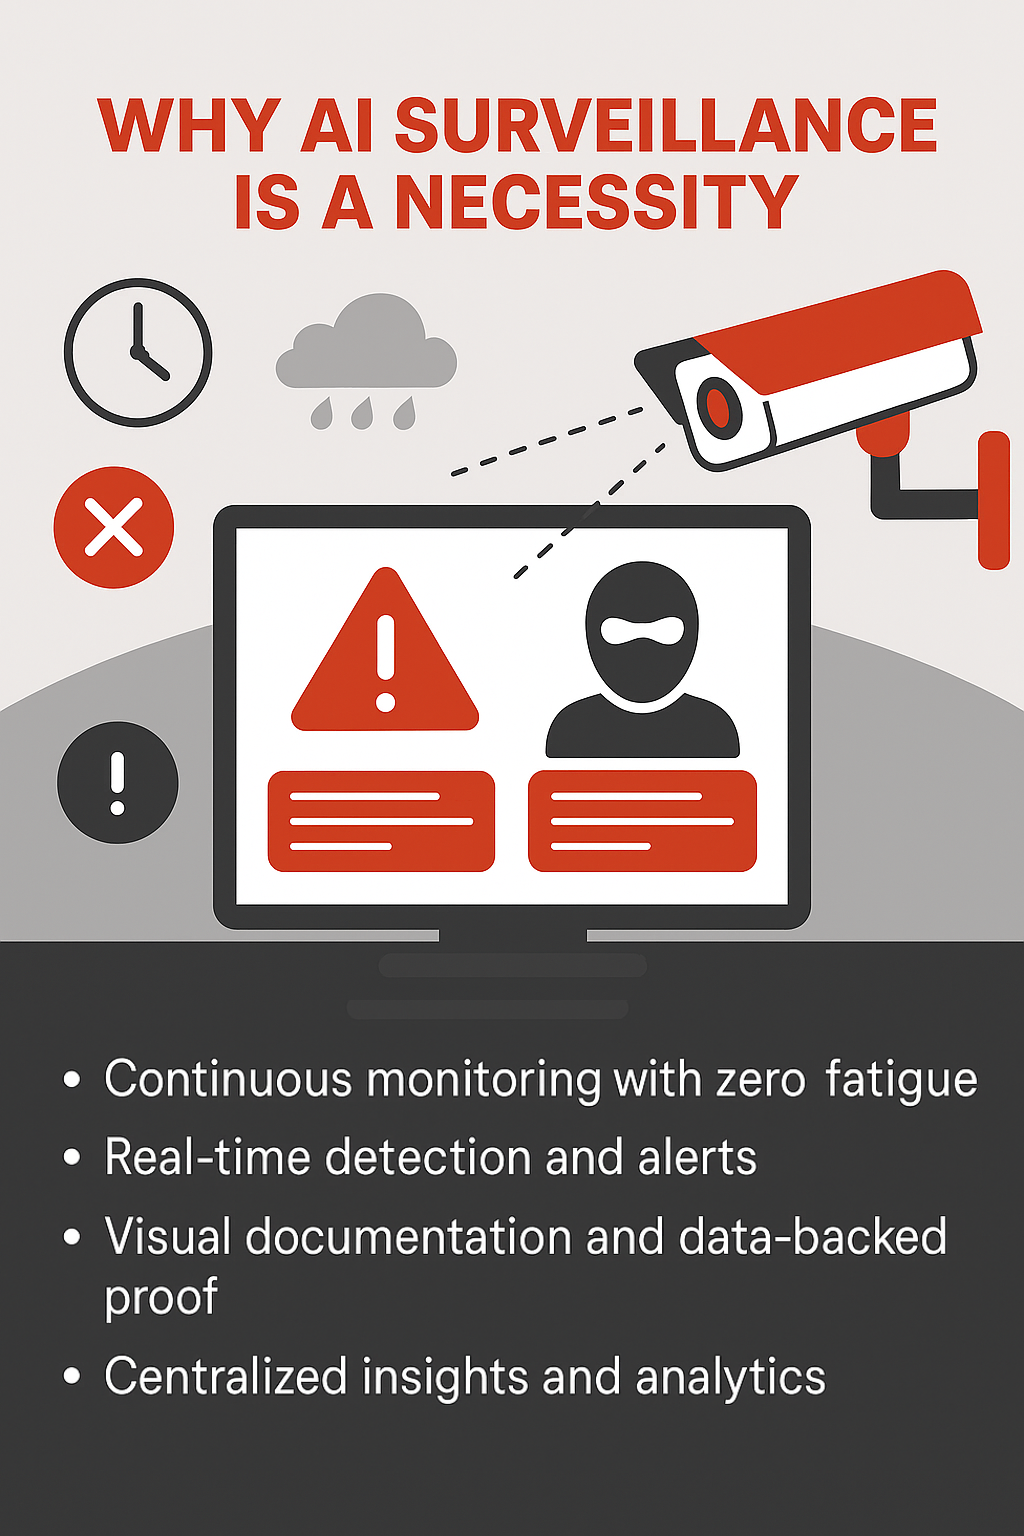 WHY AI SURVEILLANCE
IS A NECESSITY
• Continuous monitoring with zero fatigue
• Real-time detection and alerts
• Visual documentation and data-backed
proof
• Centralized insights and analytics